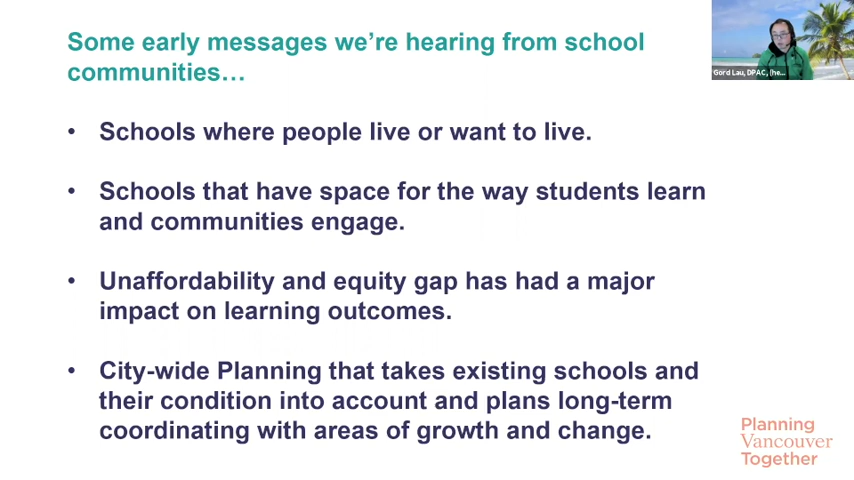 Some early messages we’re hearing from school
communities…
Gord Lau, DPAC, (he...
• Schools where people live or want to live.
• Schools that have space for the way students learn
and communities engage.
• Unaffordability and equity gap has had a major
impact on learning outcomes.
• City-wide Planning that takes existing schools and
their condition into account and plans long-term
coordinating with areas of growth and change.
Planning
Vancouver
Together